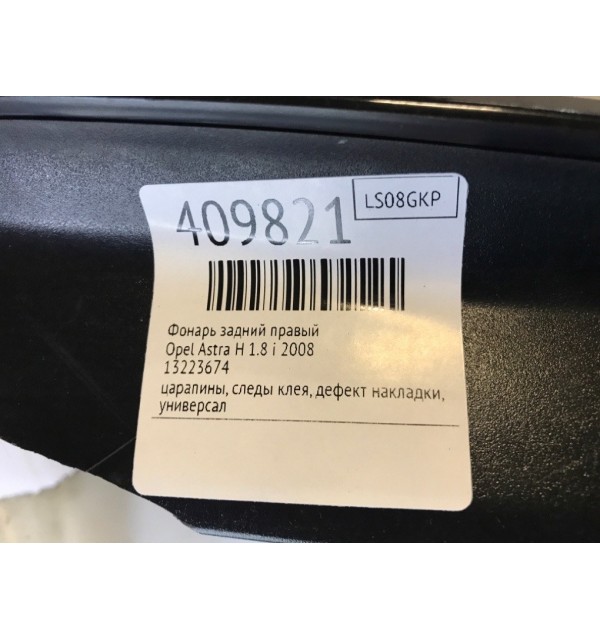 409821
LS08GKP
Фонарь задний правый
Opel Astra H 1.8 i 2008
13223674
царапины, следы клея, дефект накладки,
универсал